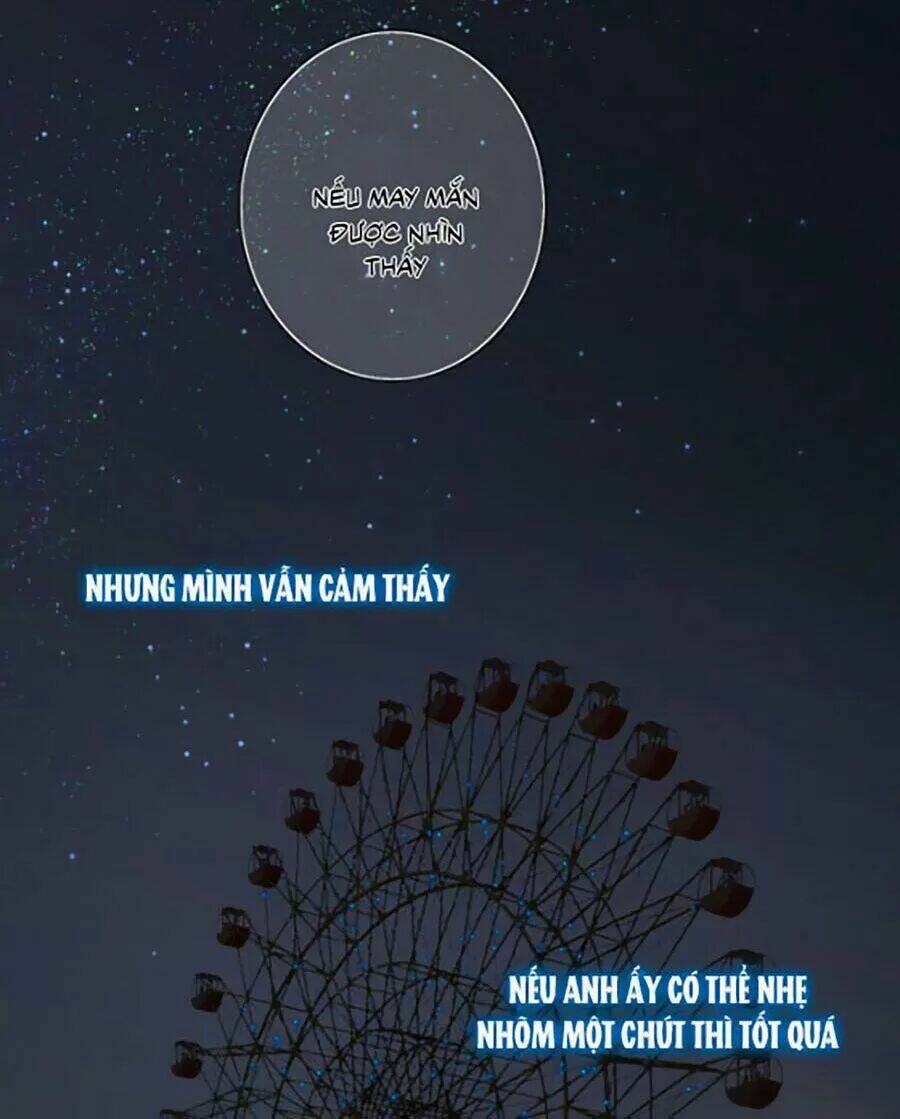 NẾU MAY MẮN
ĐƯỢC NHÌN
THẤY
NHƯNG MÌNH VẪN CẢM THẤY
NẾU ANH ẤY CÓ THỂ NHẸ
NHÕM MỘT CHÚT THÌ TỐT QUÁ